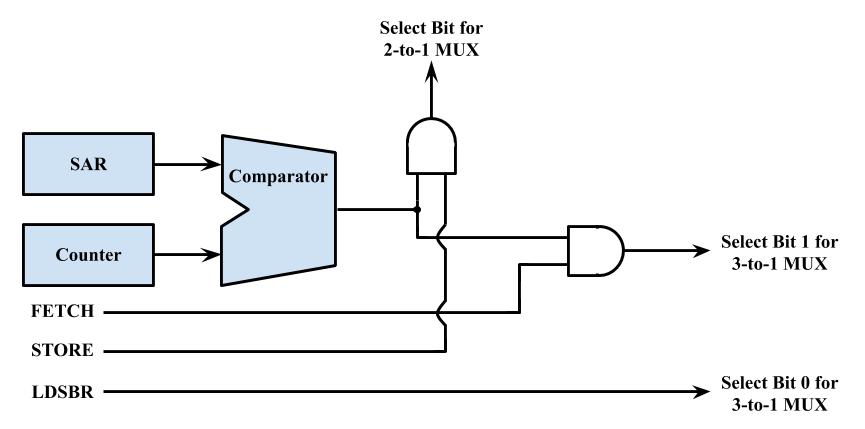 Select Bit for
2-to-1 MUX
SAR
Comparator
Counter
Select Bit 1 for
3-to-1 MUX
FETCH
STORE
LDSBR
Select Bit 0 for
3-to-1 MUX